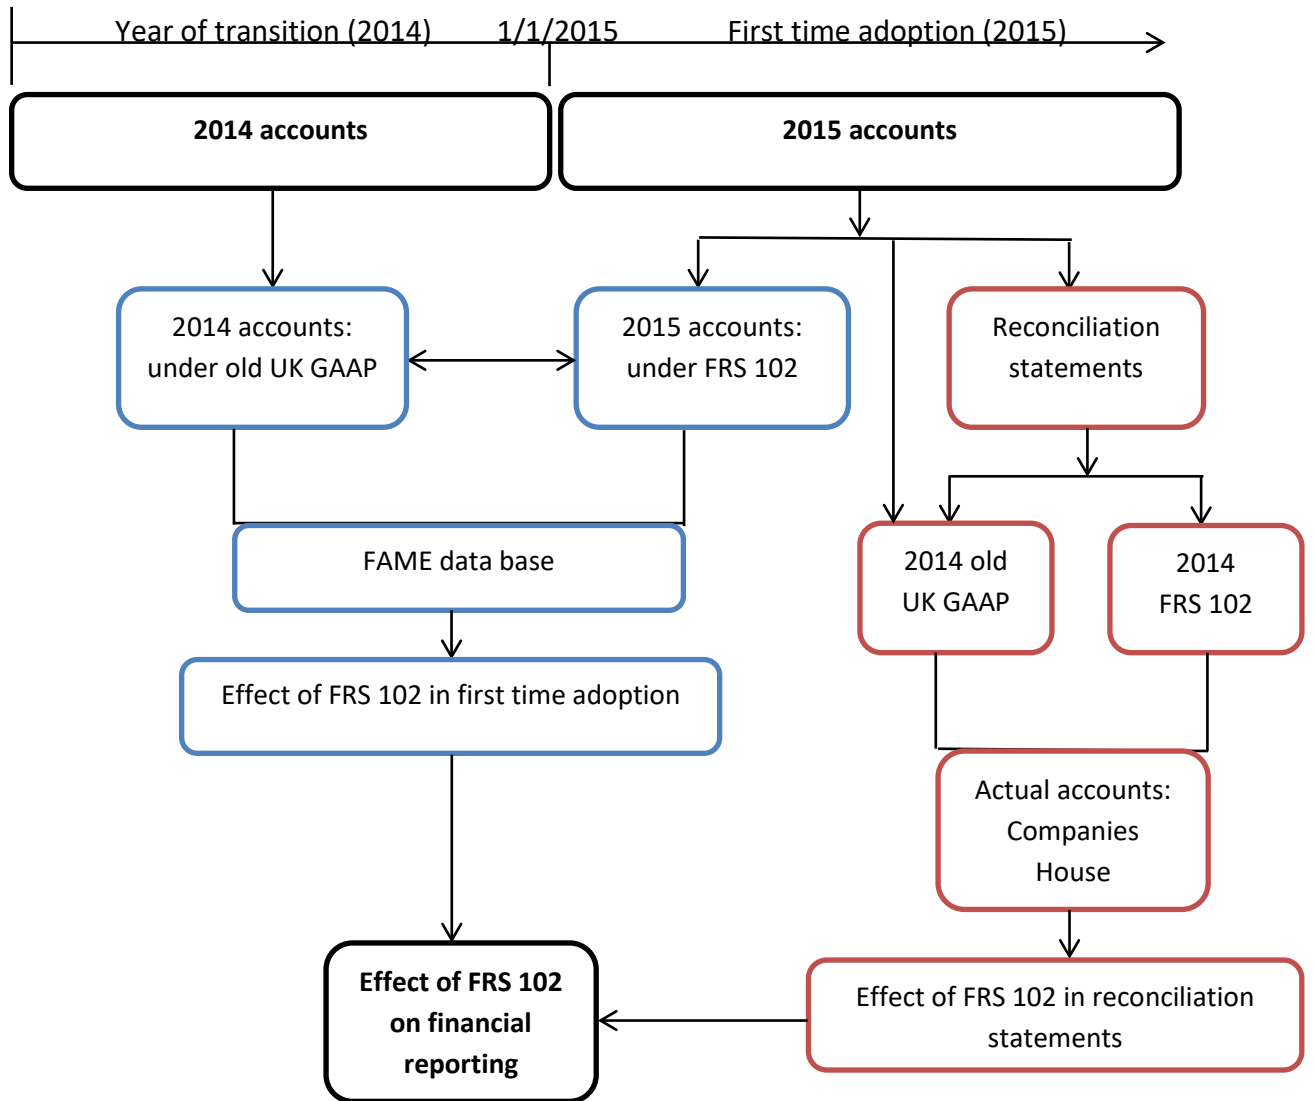 Year of transition (2014)
1/1/2015
First time adoption (2015)
2014 accounts
2015 accounts
2014 accounts:
under old UK GAAP
2015 accounts:
under FRS 102
Reconciliation
statements
FAME data base
2014 old
UK GAAP
2014
FRS 102
Effect of FRS 102 in first time adoption
Actual accounts:
Companies
House
Effect of FRS 102
on financial
reporting
Effect of FRS 102 in reconciliation
statements